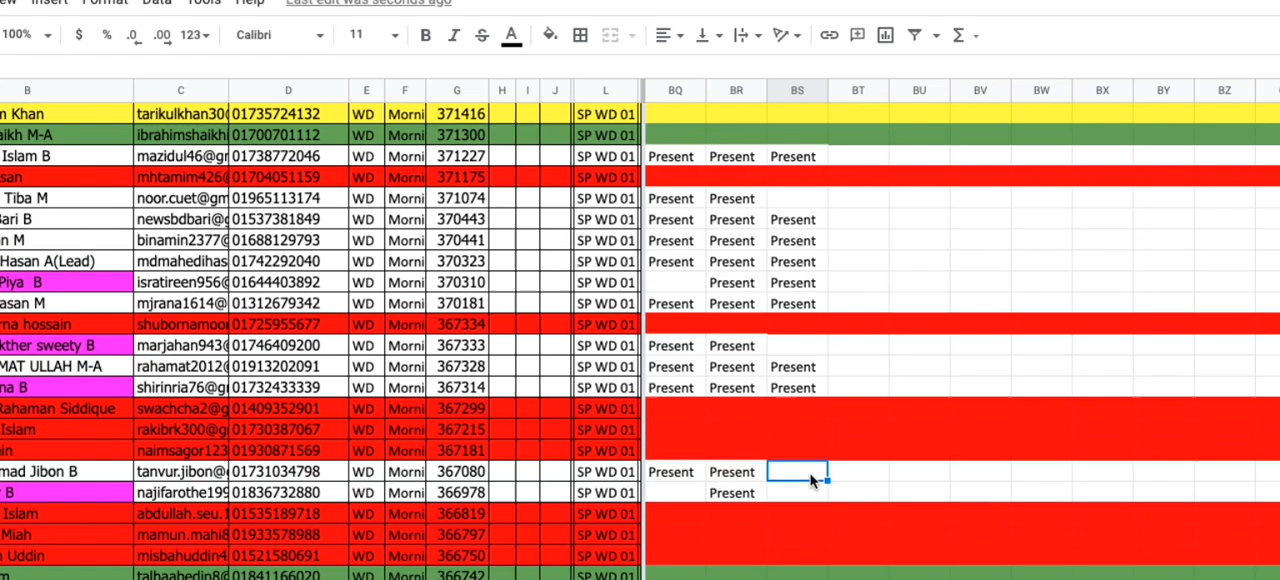 Insert Format Data Tools Help Last edit was seconds ago
100% $ % .0 .00 123 Calibri 11 B I S A
B C D E F G H I J L BQ BR BS BT BU BV BW BX BY BZ
m Khan tarikulkhan30 01735724132 WD Morni 371416 SP WD 01
aikh M-A ibrahimshaikh 01700701112 WD Morni 371300 SP WD 01
Islam B mazidul46@gr 01738772046 WD Morni 371227 SP WD 01 Present Present Present
san mhtamim426 01704051159 WD Morni 371175 SP WD 01
Tiba M noor.cuet@gm 01965113174 WD Morni 371074 SP WD 01 Present Present
Bari B newsbdbari@g 01537381849 WD Morni 370443 SP WD 01 Present Present Present
n M binamin2377@ 01688129793 WD Morni 370441 SP WD 01 Present Present Present
Hasan A(Lead) mdmahedihas 01742292040 WD Morni 370323 SP WD 01 Present Present Present
Piya B isratireen956@ 01644403892 WD Morni 370310 SP WD 01 Present Present
asan M mjrana1614@ 01312679342 WD Morni 370181 SP WD 01 Present Present Present
rna hossain shubornamoo 01725955677 WD Morni 367334 SP WD 01
kther sweety B marjahan943@ 01746409200 WD Morni 367333 SP WD 01 Present Present
MAT ULLAH M-A rahamat2012@ 01913202091 WD Morni 367328 SP WD 01 Present Present Present
na B shirinria76@gr 01732433339 WD Morni 367314 SP WD 01 Present Present Present
Rahaman Siddique swachcha2@g 01409352901 WD Morni 367299 SP WD 01
Islam rakibrk300@g 01730387067 WD Morni 367215 SP WD 01
in naimsagor123 01930871569 WD Morni 367181 SP WD 01
mad Jibon B tanvur.jibon@ 01731034798 WD Morni 367080 SP WD 01 Present Present
B najifarothe199 01836732880 WD Morni 366978 SP WD 01 Present
Islam abdullah.seu.1 01535189718 WD Morni 366819 SP WD 01
Miah mamun.mahi8 01933578988 WD Morni 366797 SP WD 01
n Uddin misbahuddin4 01521580691 WD Morni 366750 SP WD 01
m talhaabedin8@ 01841166020 WD Morni 366742 SP WD 01